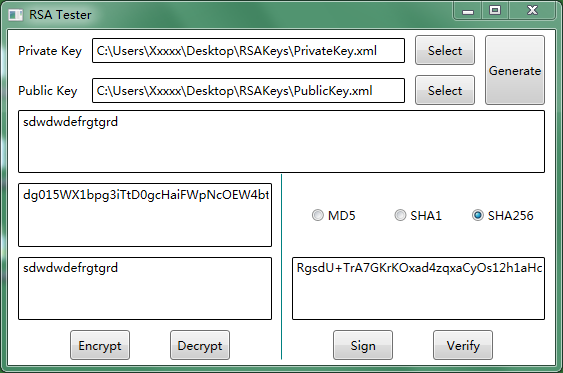 RSA Tester
Private Key C:\Users\Xxxxx\Desktop\RSAKeys\PrivateKey.xml Select
Generate
Public Key C:\Users\Xxxxx\Desktop\RSAKeys\PublicKey.xml Select
sdwdwdefrgtgrd
dg015WX1bpg3iTtD0gcHaiFWpNcOEW4bt
MD5 SHA1 SHA256
sdwdwdefrgtgrd RgsdU+TrA7GKrKOxad4zqxaCyOs12h1aHc
Encrypt Decrypt Sign Verify